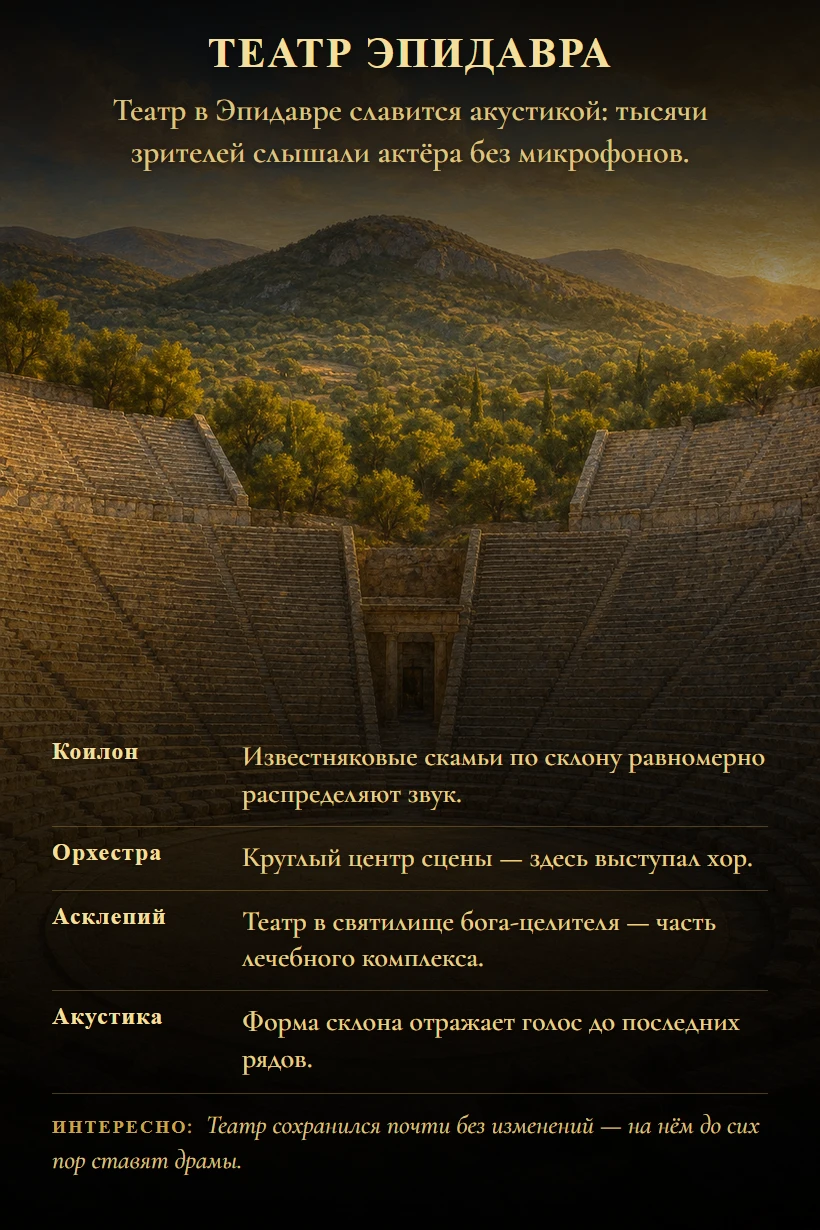 ТЕАТР ЭПИДАВРА
Театр в Эпидавре славится акустикой: тысячи
зрителей слышали актёра без микрофонов.
Коилон
Известняковые скамьи по склону равномерно
распределяют звук.
Орхестра
Круглый центр сцены — здесь выступал хор.
Асклепий
Театр в святилище бога-целителя — часть
лечебного комплекса.
Акустика
Форма склона отражает голос до последних
рядов.
ИНТЕРЕСНО: Театр сохранился почти без изменений — на нём до сих
пор ставят драмы.